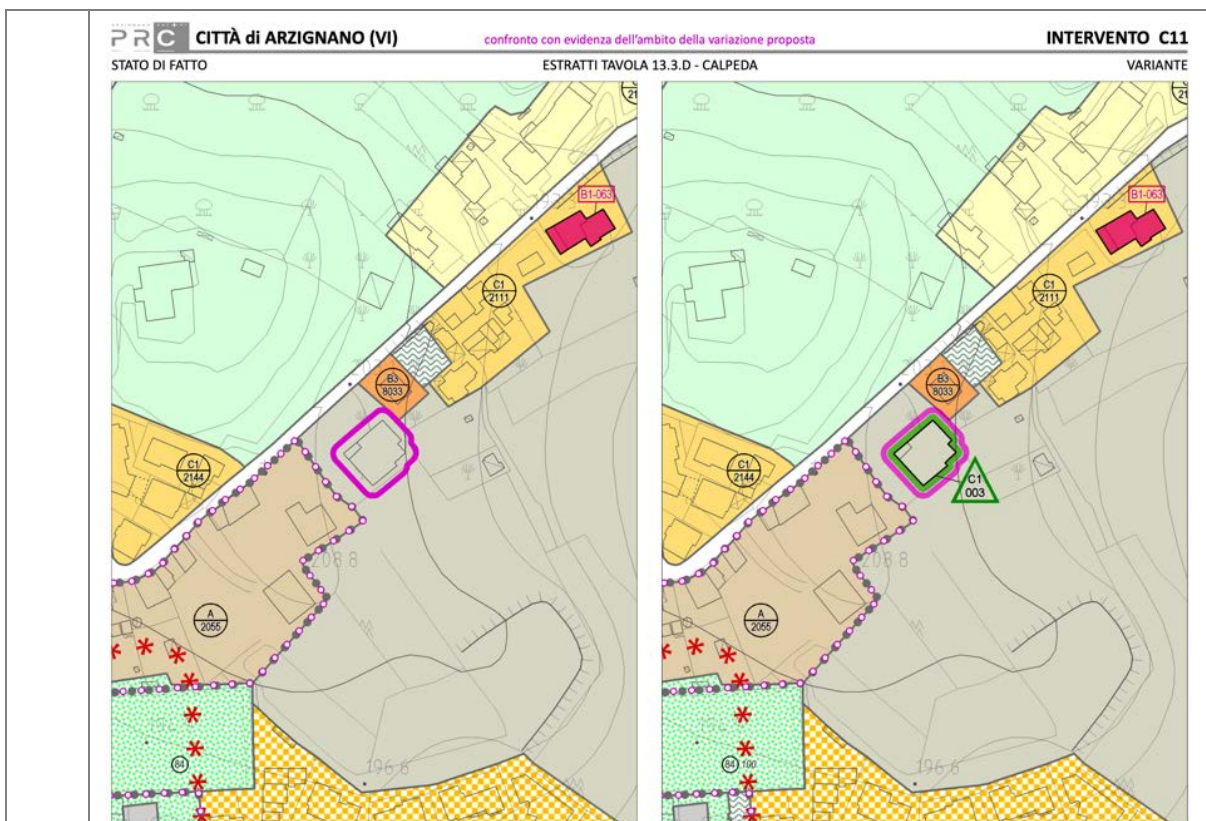 PRC CITTÀ di ARZIGNANO (VI) confronto con evidenza dell'ambito della variazione proposta INTERVENTO C11
STATO DI FATTO ESTRATTI TAVOLA 13.3.D - CALPEDA VARIANTE
B1-063
C1
2111
B3
8033
C1
2144
208.8
A
2055
84
196.6
B1-063
C1
2111
B3
8033
C1
2144
C1
003
208.8
A
2055
84 100
196.6